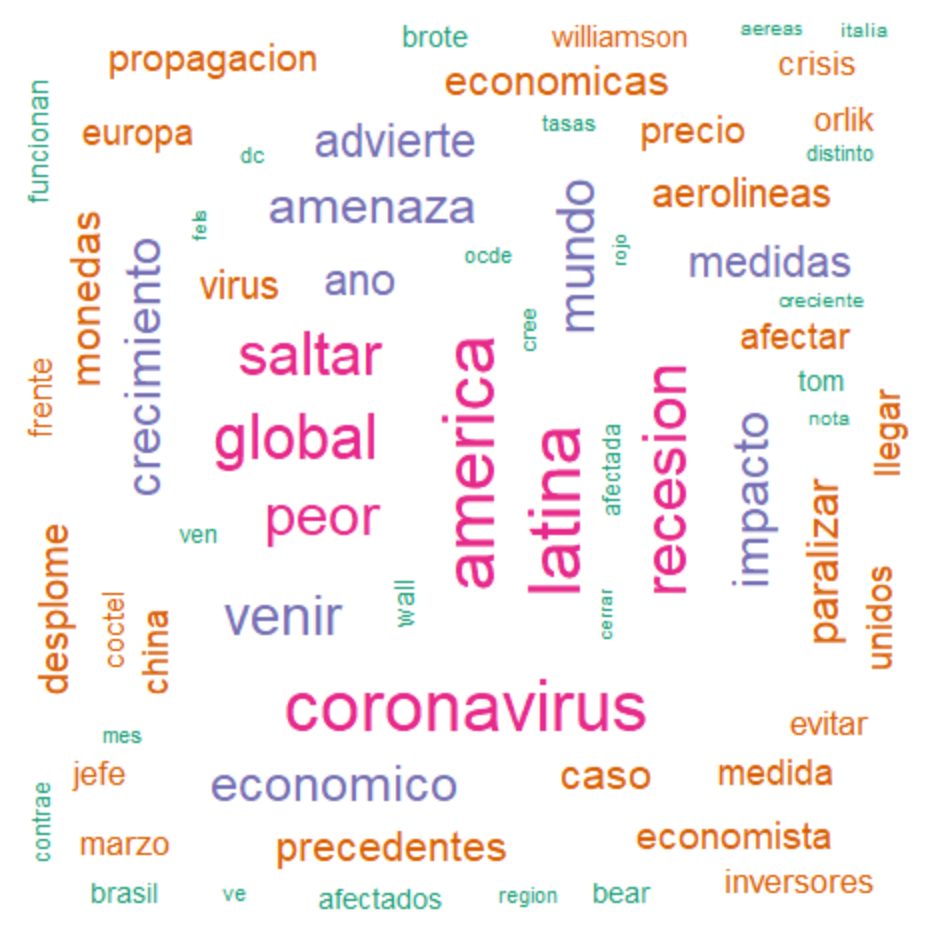 brote
williamson
aereas
italia
propagacion
economicas
crisis
funcionan
europa
dc
advierte
tasas
precio
orlik
distinto
monedas
fels
amenaza
mundo
rojo
aerolineas
crecimiento
virus
ano
ocde
medidas
creciente
cree
afectar
frente
saltar
america
recesion
tom
nota
llegar
global
latina
afectada
impacto
peor
paralizar
ven
desplome
coctel
china
venir
wall
cerrar
unidos
coronavirus
evitar
mes
jefe
economico
caso
medida
contrae
marzo
precedentes
economista
brasil
ve
afectados
region
bear
inversores